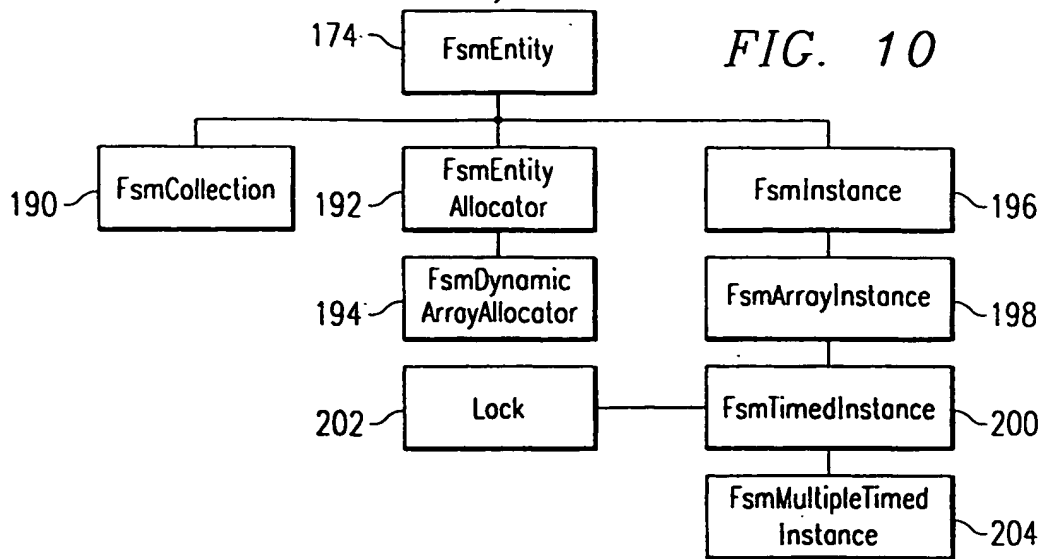 174
FsmEntity
FIG. 10
190
FsmCollection
192
FsmEntity
Allocator
FsmInstance
196
194
FsmDynamic
ArrayAllocator
FsmArrayInstance
198
202
Lock
FsmTimedInstance
200
FsmMultipleTimed
Instance
204